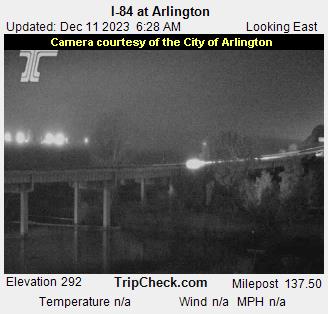 I-84 at Arlington
Updated: Dec 11 2023 6:28 AM Looking East
Camera courtesy of the City of Arlington
Elevation 292 TripCheck.com Milepost 137.50
Temperature n/a Wind n/a MPH n/a